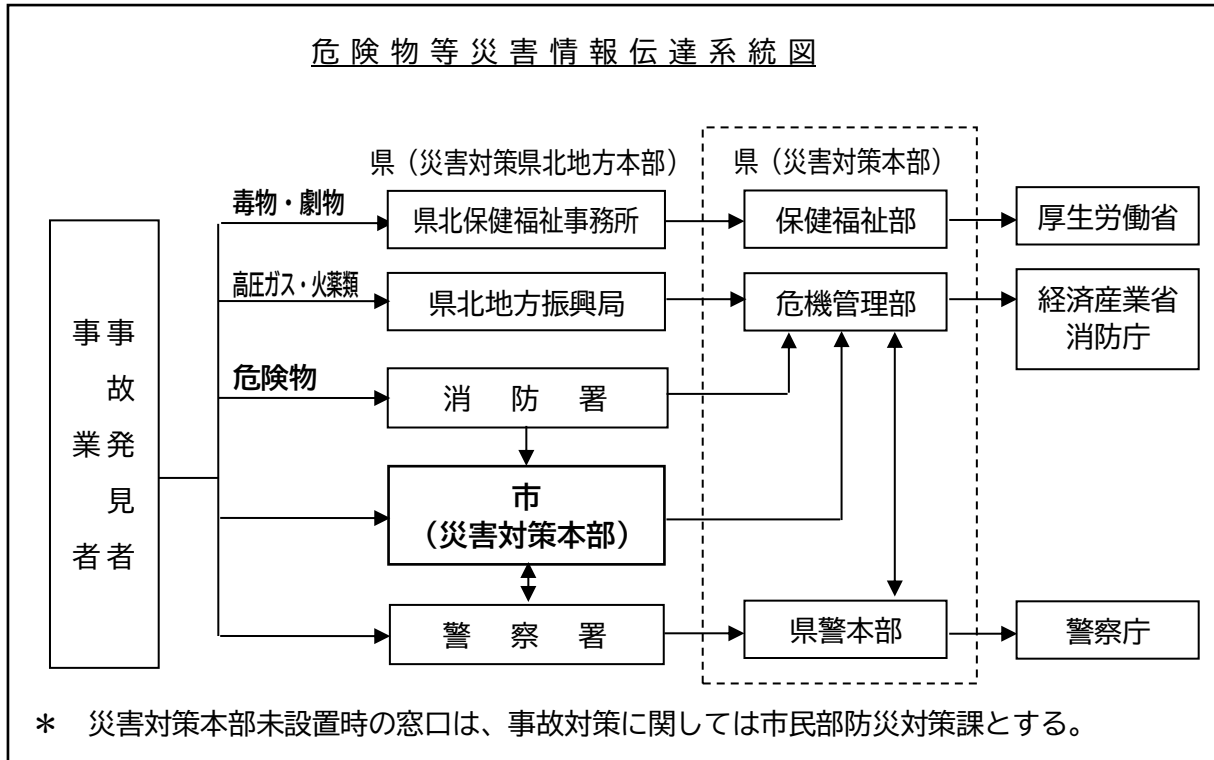 危険物等災害情報伝達系統図
県（災害対策県北地方本部）
県（災害対策本部）
毒物・劇物
県北保健福祉事務所
保健福祉部
厚生労働省
高圧ガス・火薬類
県北地方振興局
危機管理部
経済産業省
消防庁
事故発見者
事業者
危険物
消防署
市
（災害対策本部）
警察署
県警本部
警察庁
＊　災害対策本部未設置時の窓口は、事故対策に関しては市民部防災対策課とする。